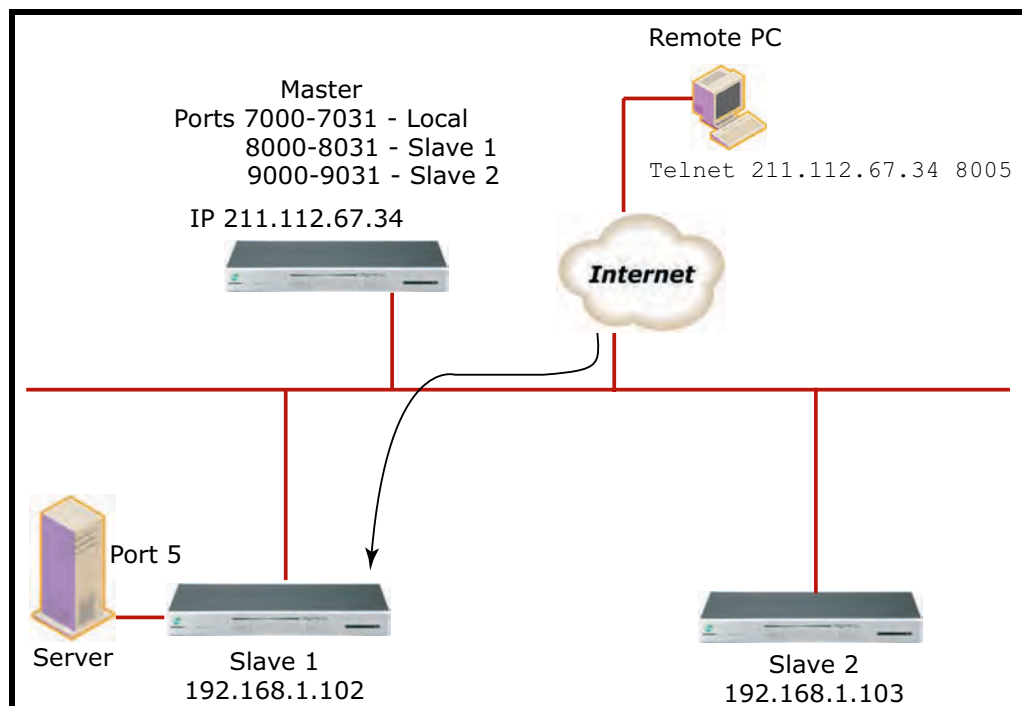 Remote PC
Master
Ports 7000-7031 - Local
8000-8031 - Slave 1
9000-9031 - Slave 2
IP 211.112.67.34
Telnet 211.112.67.34 8005
Internet
Port 5
Server
Slave 1
192.168.1.102
Slave 2
192.168.1.103